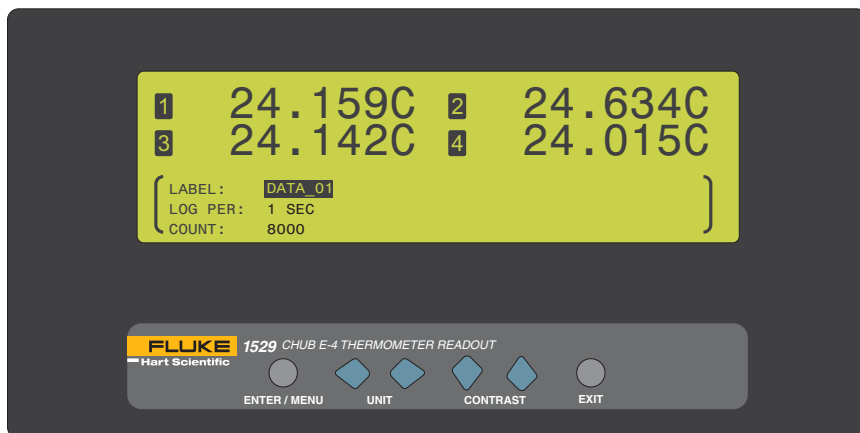 1 24.159C 2 24.634C
3 24.142C 4 24.015C
LABEL: DATA_01
LOG PER: 1 SEC
COUNT: 8000
FLUKE 1529 CHUB E-4 THERMOMETER READOUT
Hart Scientific
ENTER / MENU UNIT CONTRAST EXIT